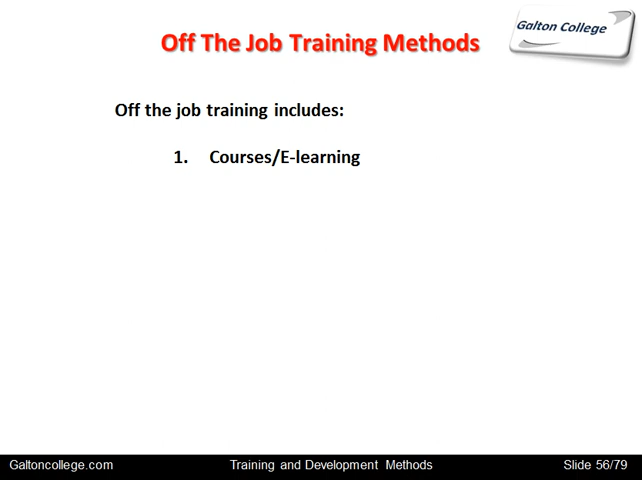 Off The Job Training Methods
Galton College
Off the job training includes:
1. Courses/E-learning
Galtoncollege.com Training and Development Methods Slide 56/79